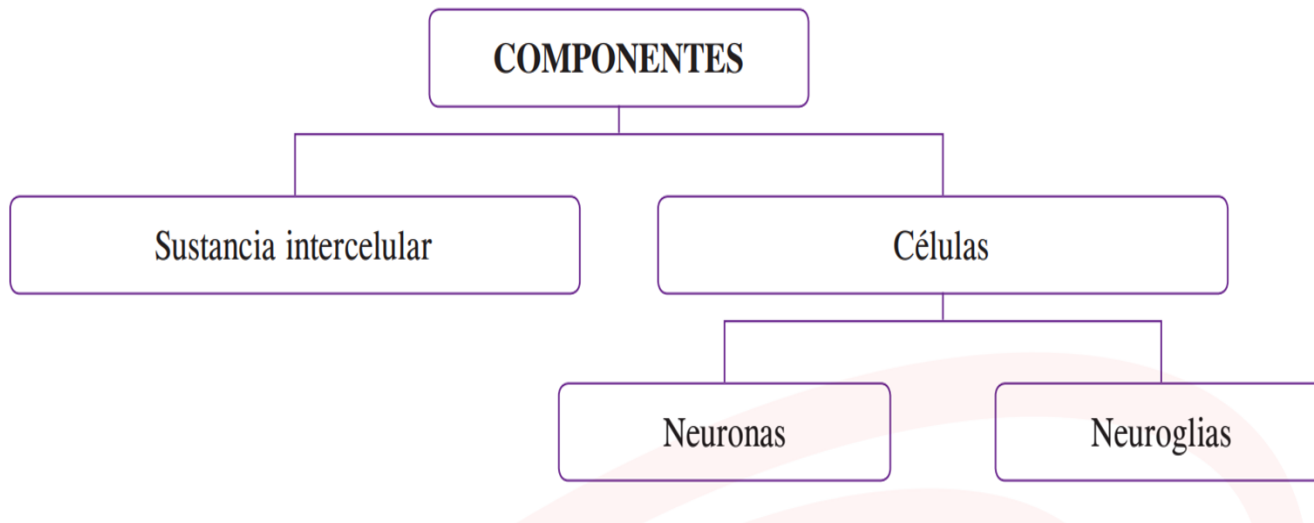 COMPONENTES
Sustancia intercelular
Células
Neuronas
Neuroglias